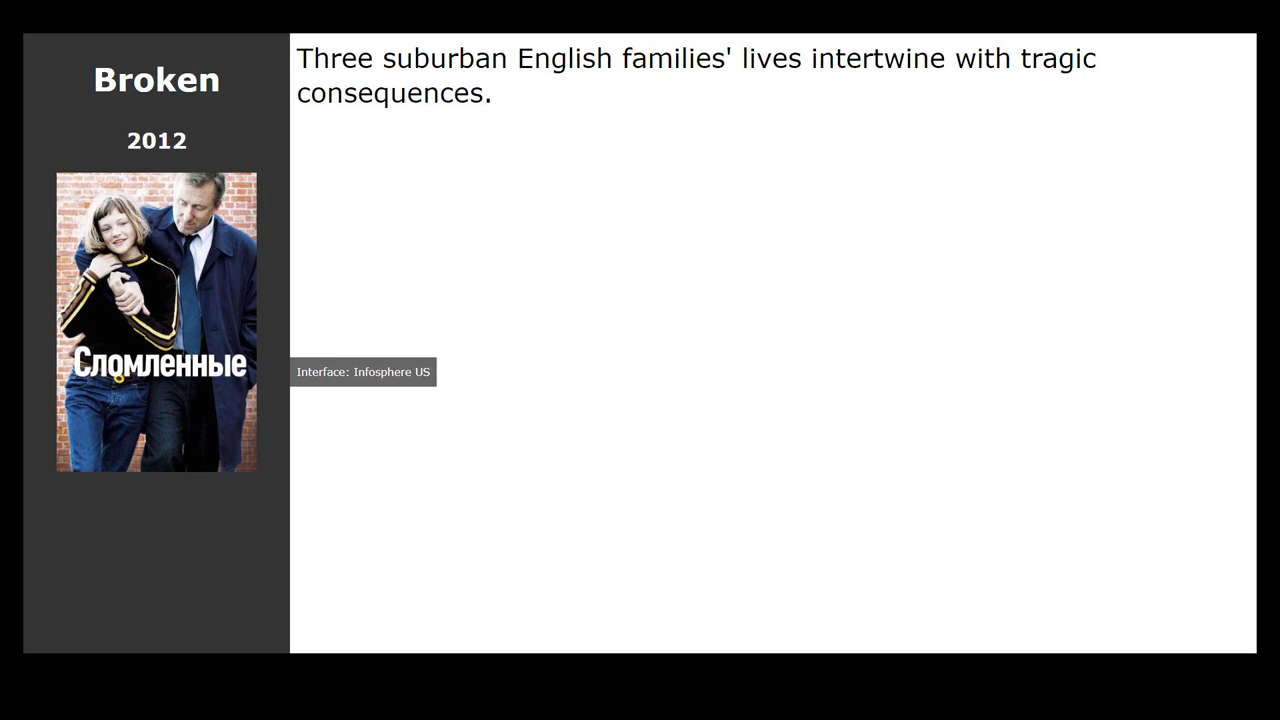 Broken
2012
Сломленные
Three suburban English families' lives intertwine with tragic
consequences.
Interface: Infosphere US